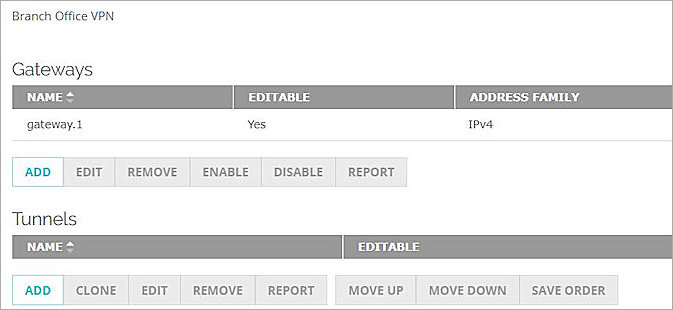 Branch Office VPN
Gateways
NAME EDITABLE ADDRESS FAMILY
gateway.1 Yes IPv4
ADD EDIT REMOVE ENABLE DISABLE REPORT
Tunnels
NAME EDITABLE
ADD CLONE EDIT REMOVE REPORT MOVE UP MOVE DOWN SAVE ORDER